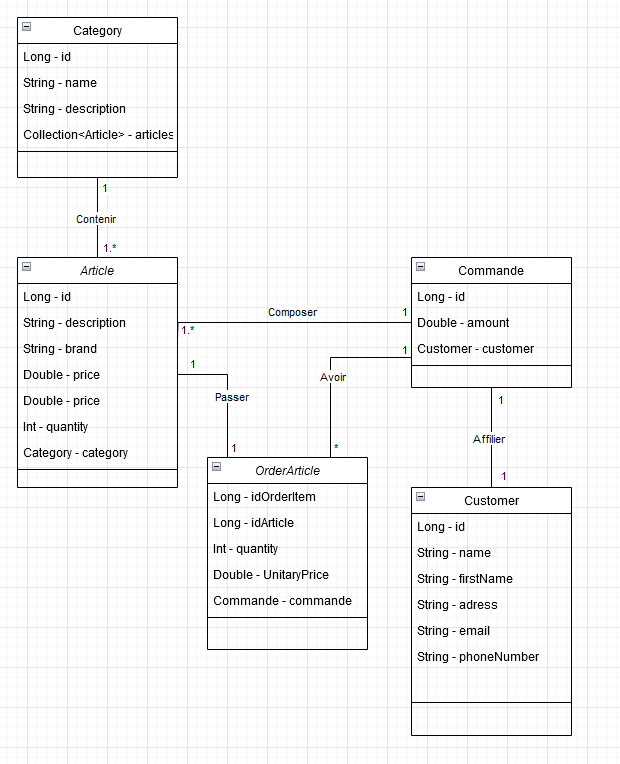 Category
Long - id
String - name
String - description
Collection<Article> - articles
1
Contenir
1.*
Article
Long - id
String - description
String - brand
Double - price
Double - price
Int - quantity
Category - category
Composer
1.*
1
Commande
Long - id
Double - amount
Customer - customer
1
Passer
1
1
Avoir
*
OrderArticle
Long - idOrderItem
Long - idArticle
Int - quantity
Double - UnitaryPrice
Commande - commande
1
Affilier
1
Customer
Long - id
String - name
String - firstName
String - adress
String - email
String - phoneNumber